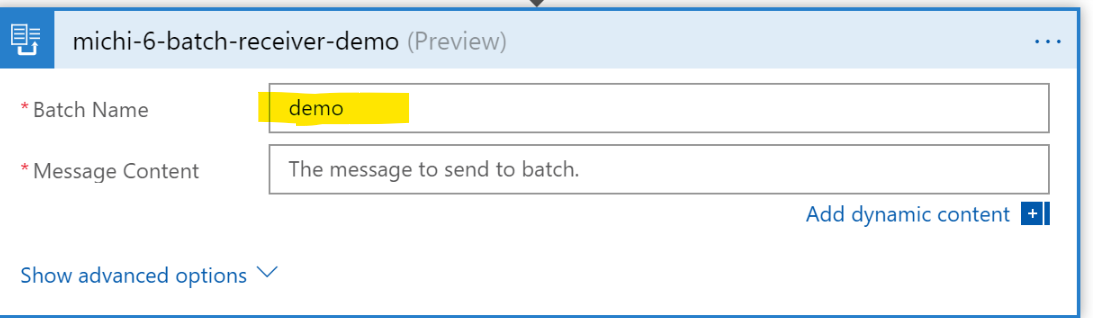 michi-6-batch-receiver-demo (Preview)
* Batch Name
demo
* Message Content
The message to send to batch.
Add dynamic content
Show advanced options